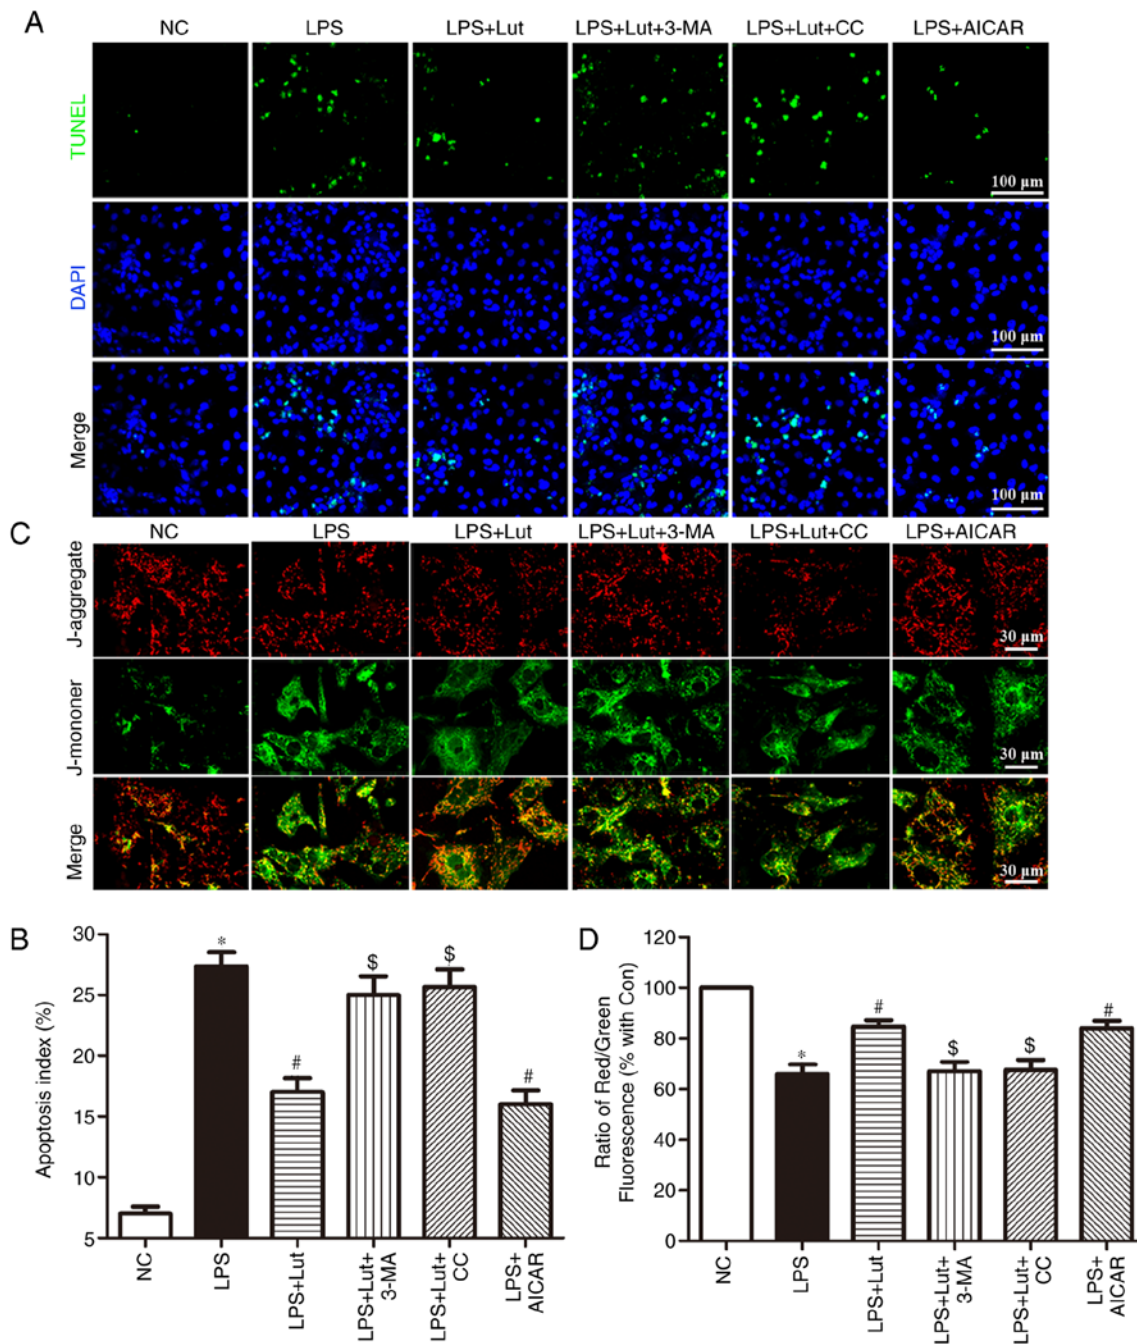 A
NC LPS LPS+Lut LPS+Lut+3-MA LPS+Lut+CC LPS+AICAR
TUNEL
100 μm
DAPI
100 μm
Merge
100 μm
C
NC LPS LPS+Lut LPS+Lut+3-MA LPS+Lut+CC LPS+AICAR
J-aggregate
30 μm
J-mononer
30 μm
Merge
30 μm
B
Apoptosis index (%)
30
25
20
15
10
5
*
#
$
$
#
NC
LPS
LPS+Lut
LPS+Lut+
3-MA
LPS+Lut+
CC
LPS+
AICAR
D
Ratio of Red/Green
Fluorescence (% with Con)
120
100
80
60
40
20
0
*
#
$
$
#
NC
LPS
LPS+Lut
LPS+Lut+
3-MA
LPS+Lut+
CC
LPS+
AICAR